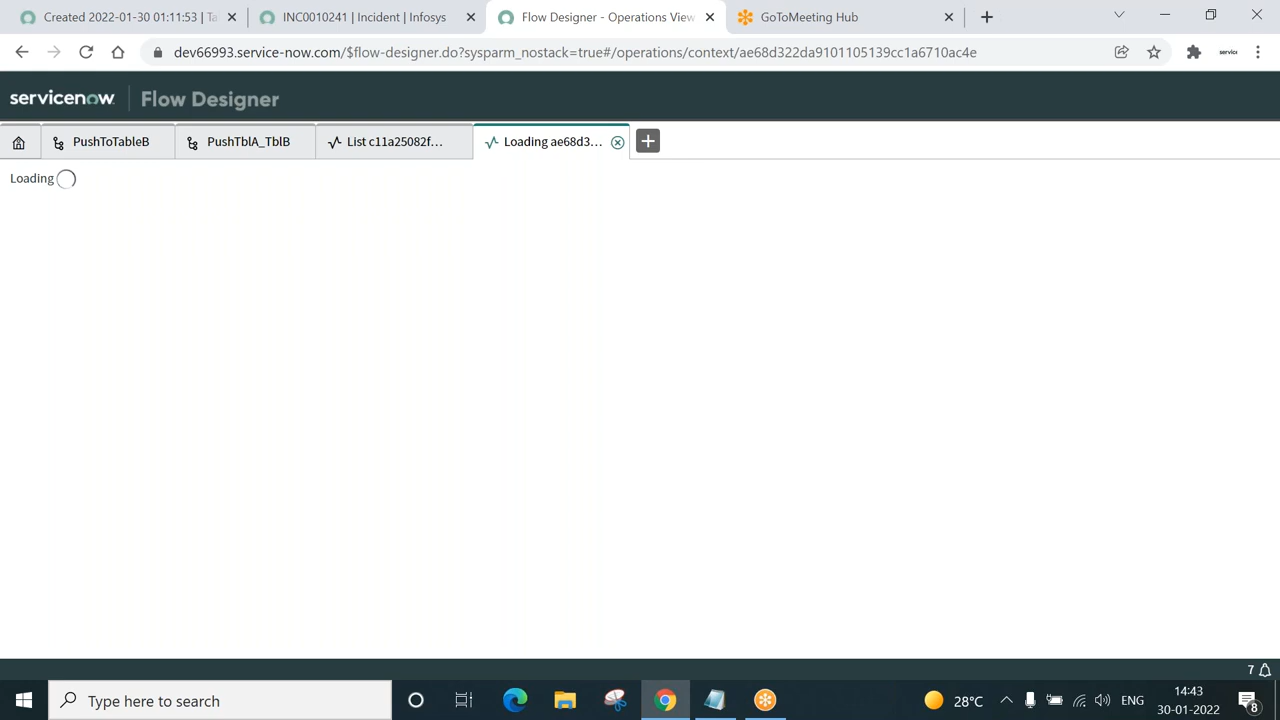 Created 2022-01-30 01:11:53 | Ta
INC0010241 | Incident | Infosys
Flow Designer - Operations View
GoToMeeting Hub
dev66993.service-now.com/$flow-designer.do?sysparm_nostack=true#/operations/context/ae68d322da9101105139cc1a6710ac4e
servicenow
Flow Designer
PushToTableB
PushTblA_TblB
List c11a25082f...
Loading ae68d3...
Loading
7
Type here to search
28°C
ENG
14:43
30-01-2022
8